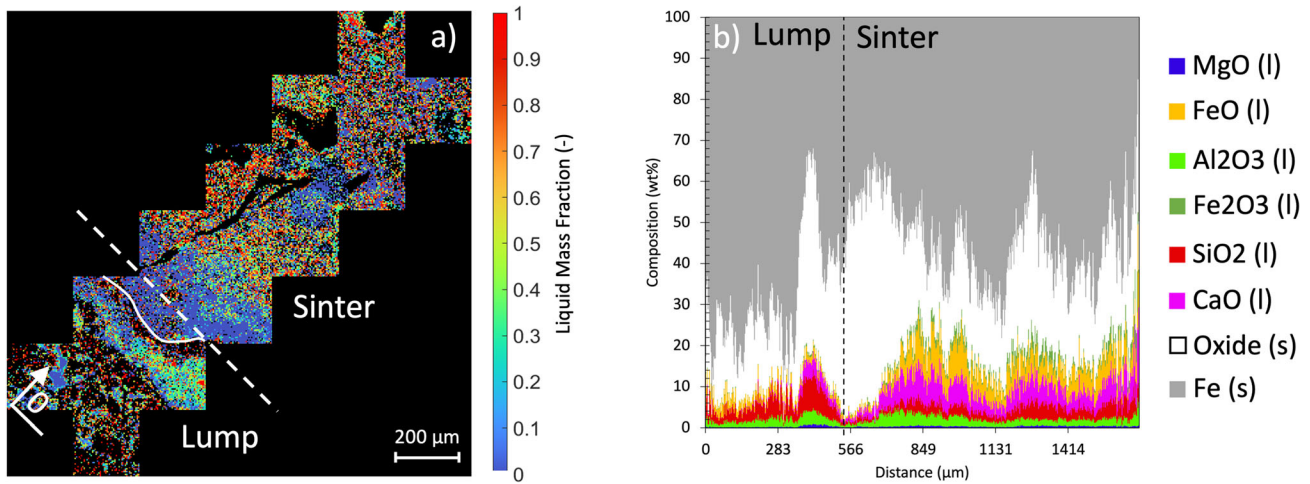 a)
Sinter
Lump
O
200 μm
1
0.9
0.8
0.7
0.6
0.5
0.4
0.3
0.2
0.1
0
Liquid Mass Fraction (-)
b)
Lump
Sinter
100
90
80
70
60
50
40
30
20
10
0
Composition (wt%)
0
283
566
849
1131
1414
Distance (μm)
MgO (l)
FeO (l)
Al2O3 (l)
Fe2O3 (l)
SiO2 (l)
CaO (l)
Oxide (s)
Fe (s)